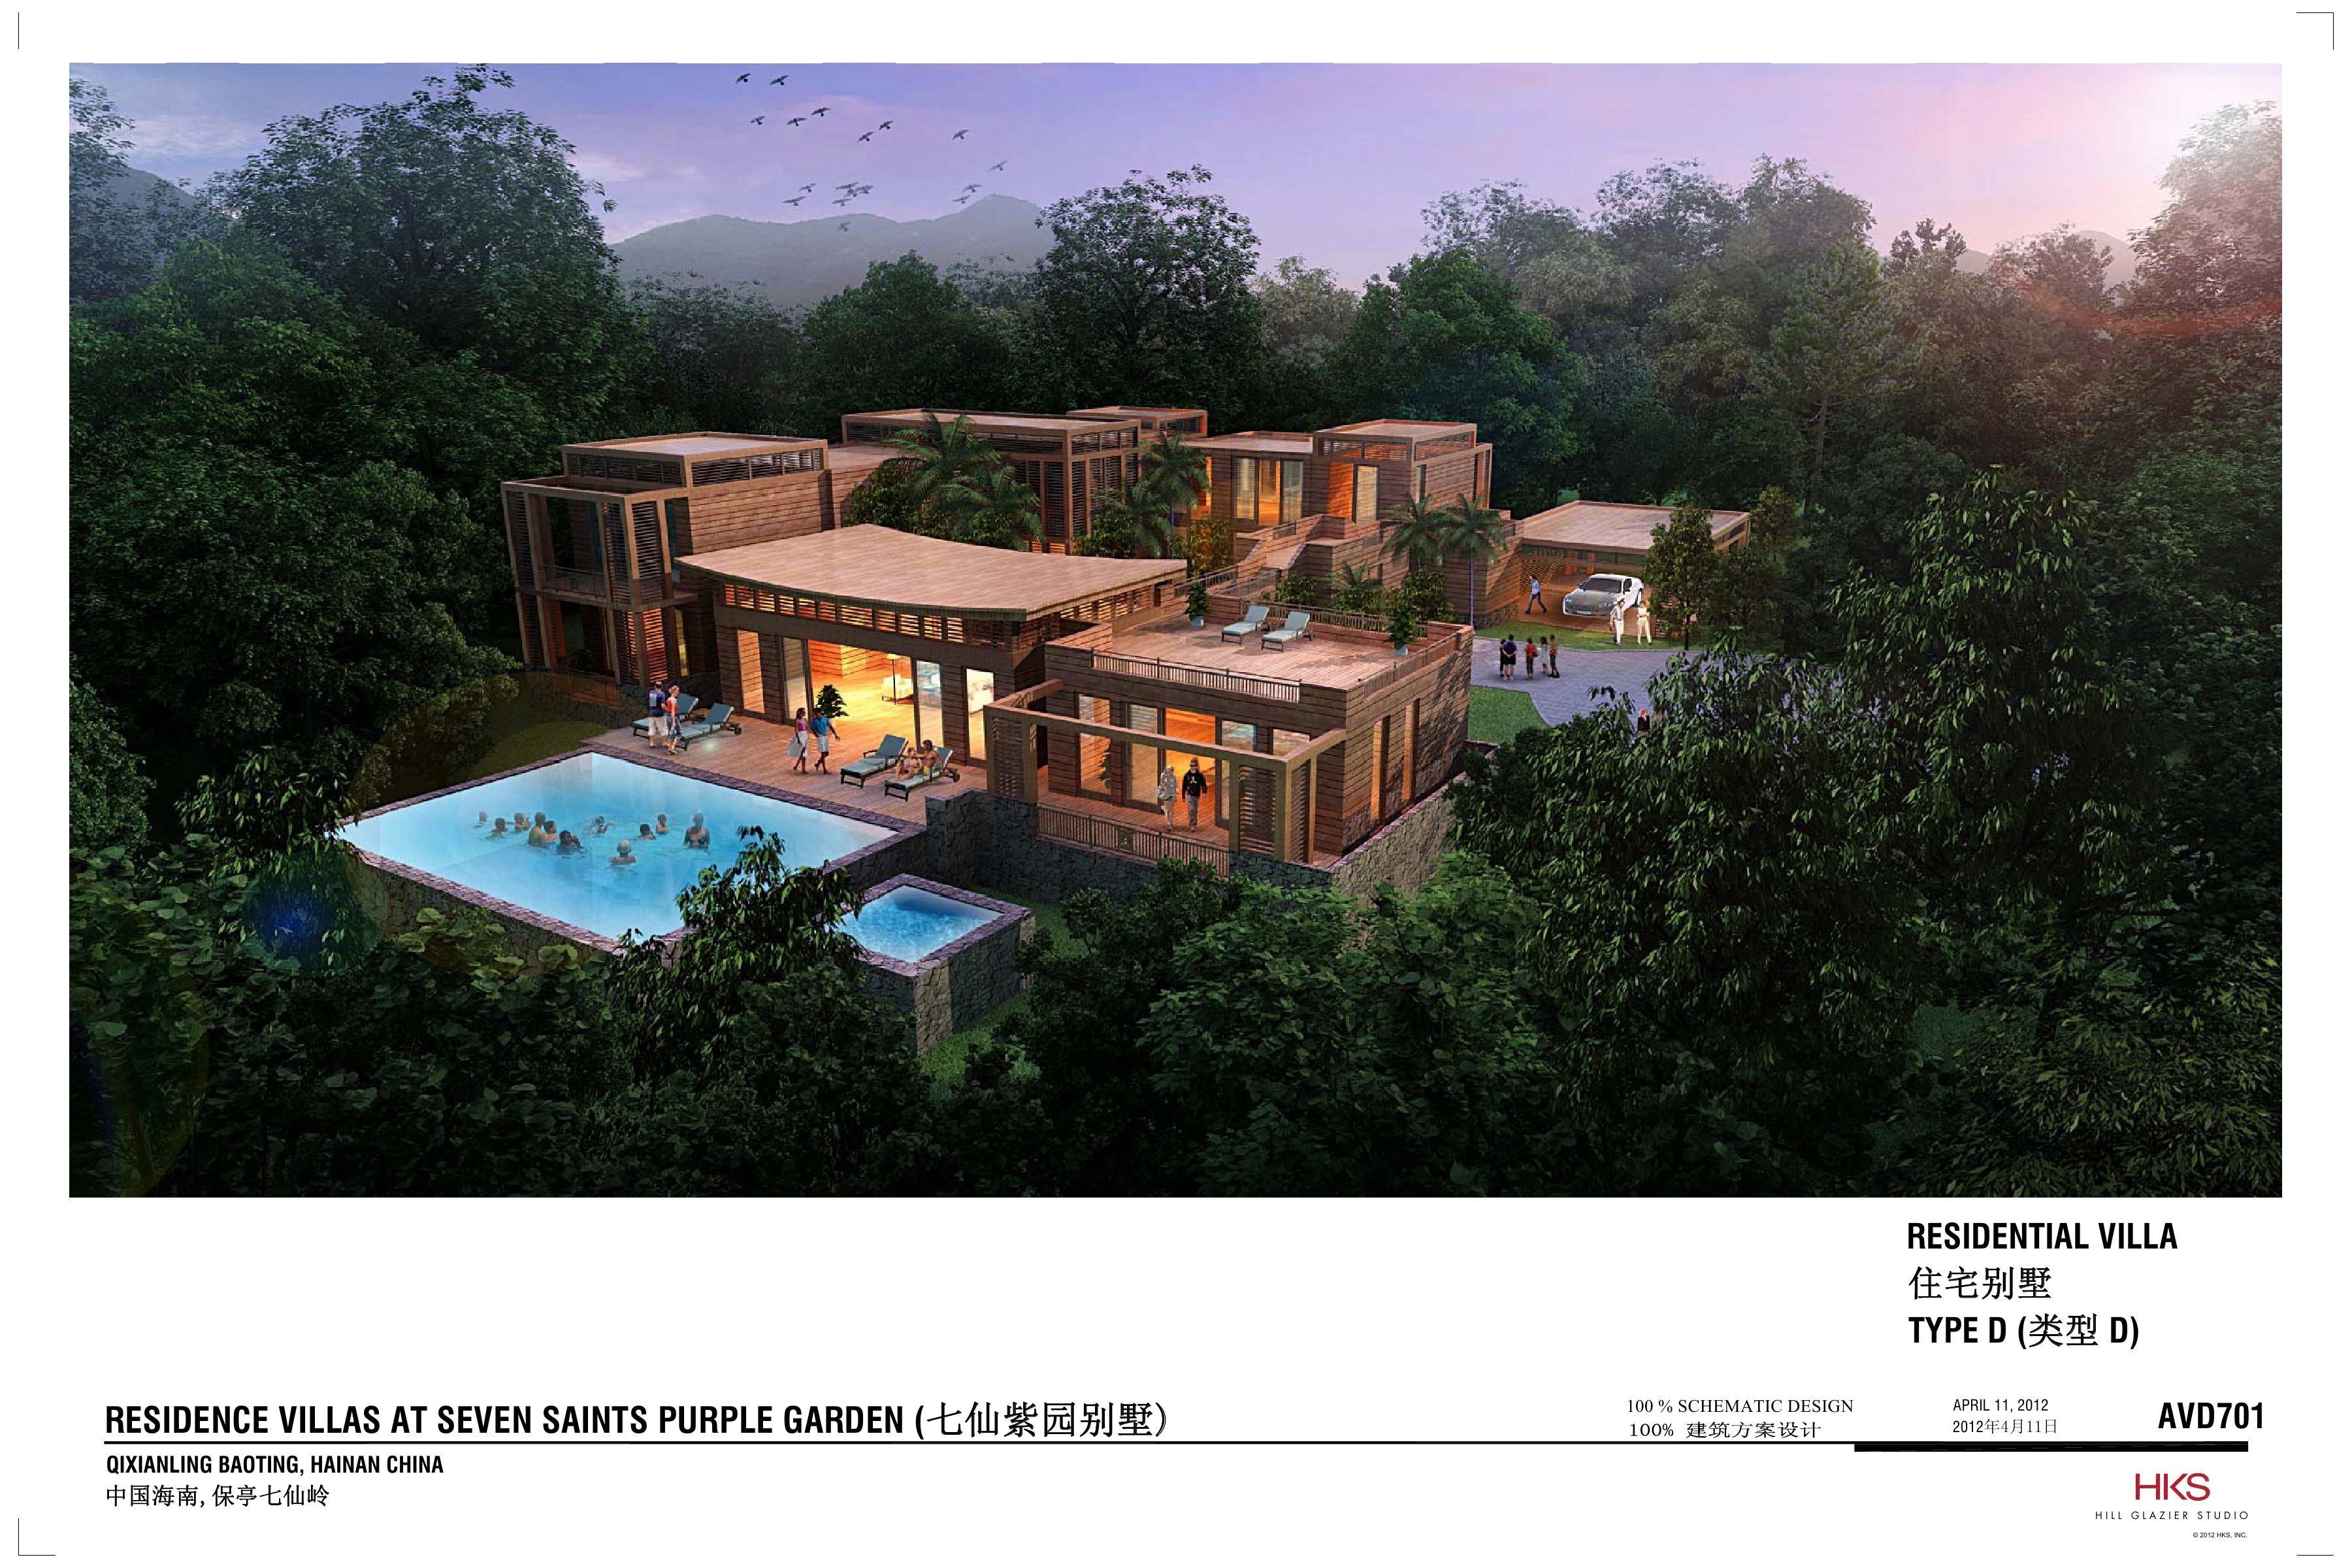 RESIDENTIAL VILLA
住宅别墅
TYPE D (类型 D)
RESIDENCE VILLAS AT SEVEN SAINTS PURPLE GARDEN (七仙紫园别墅)
100 % SCHEMATIC DESIGN
100% 建筑方案设计
APRIL 11, 2012
2012年4月11日
AVD701
QIXIANLING BAOTING, HAINAN CHINA
中国海南, 保亭七仙岭
HKS
HILL GLAZIER STUDIO
© 2012 HKS, INC.